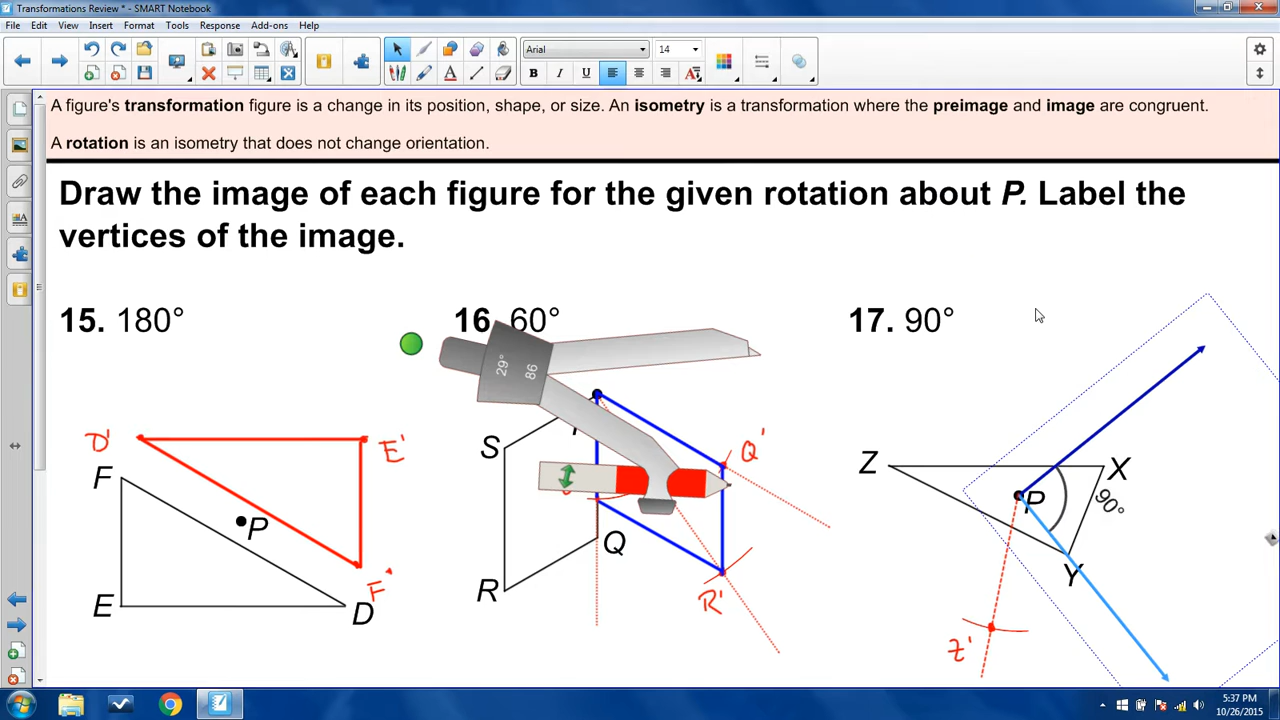 Transformations Review * - SMART Notebook
File Edit View Insert Format Tools Response Add-ons Help
Arial 14
B I U
A figure's transformation figure is a change in its position, shape, or size. An isometry is a transformation where the preimage and image are congruent.
A rotation is an isometry that does not change orientation.
Draw the image of each figure for the given rotation about P. Label the
vertices of the image.
15. 180°
16 60°
17. 90°
29° 86
D' E'
F
P
E
D
F'
S
Q'
Q
R
R'
Z X
P
90°
Y
Z'
5:37 PM
10/26/2015